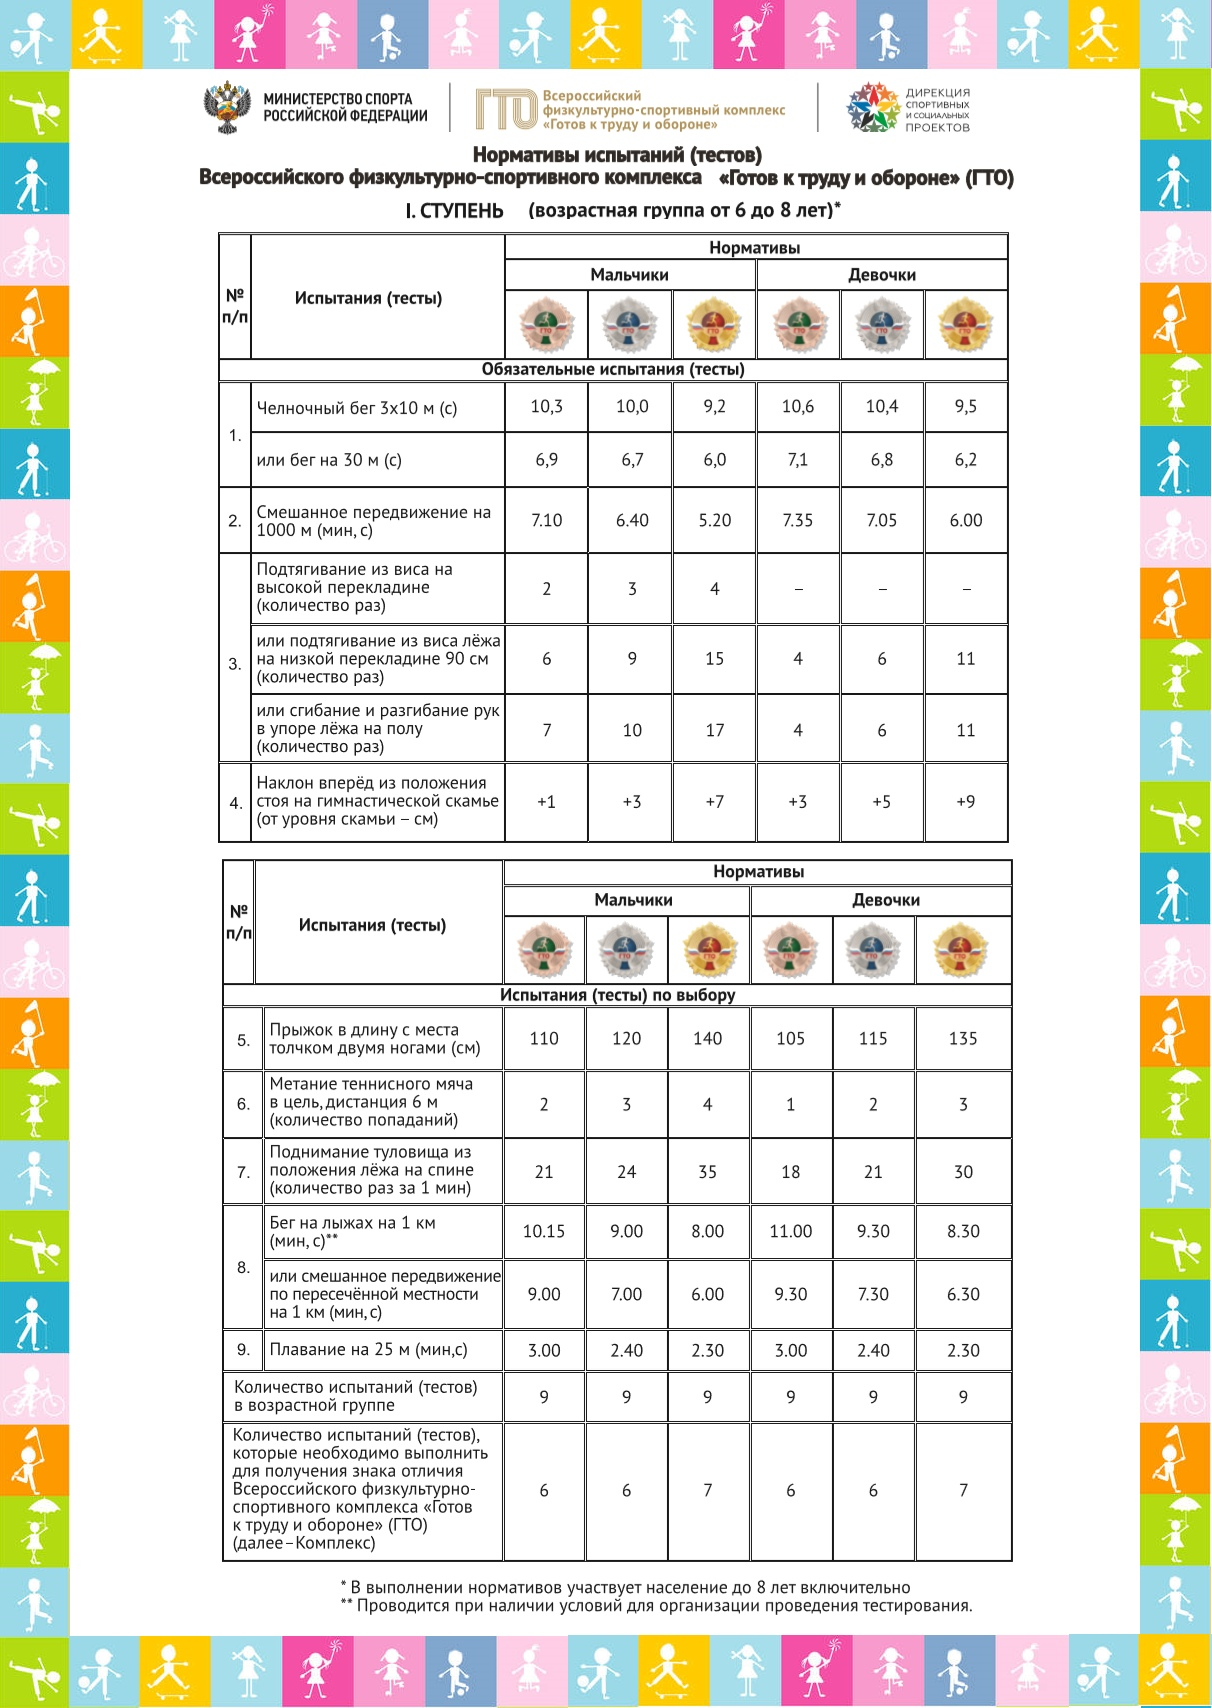 МИНИСТЕРСТВО СПОРТА
РОССИЙСКОЙ ФЕДЕРАЦИИ
ГТО
Всероссийский
физкультурно-спортивный комплекс
«Готов к труду и обороне»
ДИРЕКЦИЯ
СПОРТИВНЫХ
И СОЦИАЛЬНЫХ
ПРОЕКТОВ
Нормативы испытаний (тестов)
Всероссийского физкультурно-спортивного комплекса «Готов к труду и обороне» (ГТО)
I. СТУПЕНЬ (возрастная группа от 6 до 8 лет)*
№ п/п Испытания (тесты) Нормативы
Мальчики Девочки
ГТО ГТО ГТО ГТО ГТО ГТО
Обязательные испытания (тесты)
1. Челночный бег 3х10 м (с) 10,3 10,0 9,2 10,6 10,4 9,5
или бег на 30 м (с) 6,9 6,7 6,0 7,1 6,8 6,2
2. Смешанное передвижение на
1000 м (мин, с) 7.10 6.40 5.20 7.35 7.05 6.00
3. Подтягивание из виса на
высокой перекладине
(количество раз) 2 3 4 – – –
или подтягивание из виса лёжа
на низкой перекладине 90 см
(количество раз) 6 9 15 4 6 11
или сгибание и разгибание рук
в упоре лёжа на полу
(количество раз) 7 10 17 4 6 11
4. Наклон вперёд из положения
стоя на гимнастической скамье
(от уровня скамьи – см) +1 +3 +7 +3 +5 +9
№ п/п Испытания (тесты) Нормативы
Мальчики Девочки
ГТО ГТО ГТО ГТО ГТО ГТО
Испытания (тесты) по выбору
5. Прыжок в длину с места
толчком двумя ногами (см) 110 120 140 105 115 135
6. Метание теннисного мяча
в цель, дистанция 6 м
(количество попаданий) 2 3 4 1 2 3
7. Поднимание туловища из
положения лёжа на спине
(количество раз за 1 мин) 21 24 35 18 21 30
8. Бег на лыжах на 1 км
(мин, с)** 10.15 9.00 8.00 11.00 9.30 8.30
или смешанное передвижение
по пересечённой местности
на 1 км (мин, с) 9.00 7.00 6.00 9.30 7.30 6.30
9. Плавание на 25 м (мин,с) 3.00 2.40 2.30 3.00 2.40 2.30
Количество испытаний (тестов)
в возрастной группе 9 9 9 9 9 9
Количество испытаний (тестов),
которые необходимо выполнить
для получения знака отличия
Всероссийского физкультурно-
спортивного комплекса «Готов
к труду и обороне» (ГТО)
(далее–Комплекс) 6 6 7 6 6 7
* В выполнении нормативов участвует население до 8 лет включительно
** Проводится при наличии условий для организации проведения тестирования.